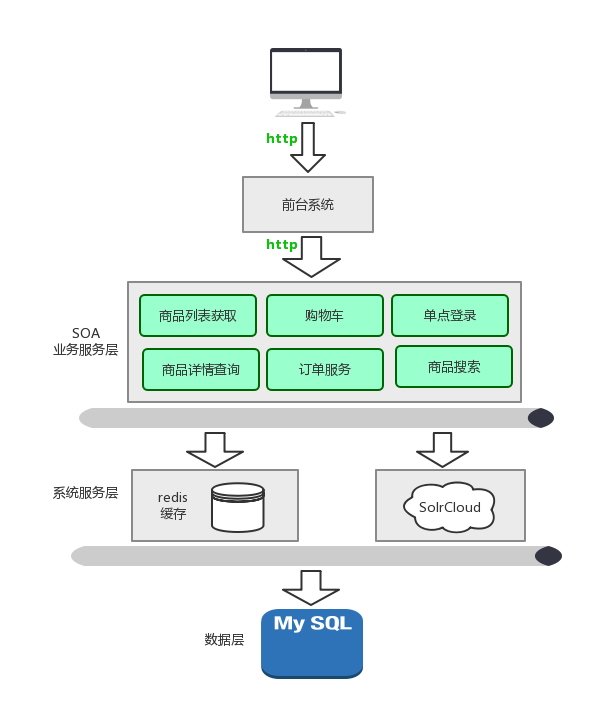 http
前台系统
http
SOA
业务服务层
商品列表获取
购物车
单点登录
商品详情查询
订单服务
商品搜索
系统服务层
redis
缓存
SolrCloud
数据层
My SQL